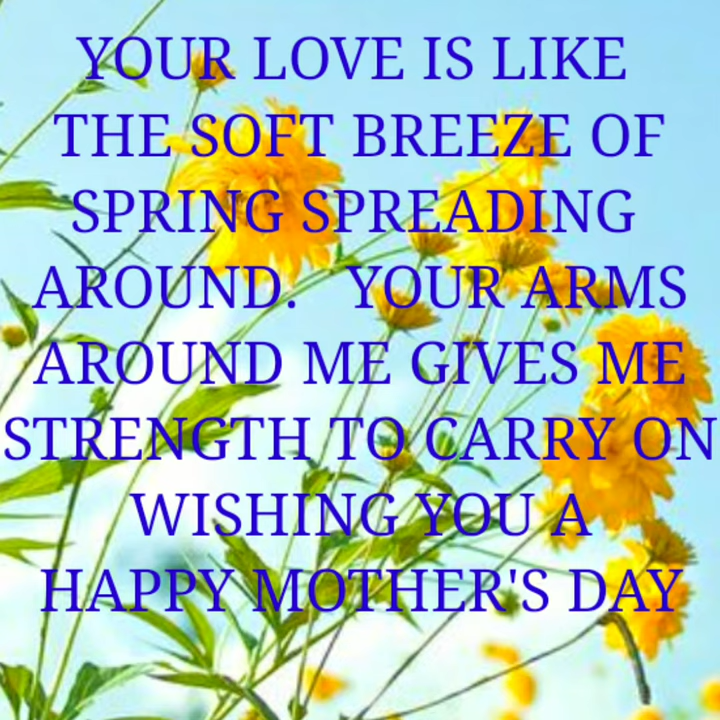 YOUR LOVE IS LIKE
THE SOFT BREEZE OF
SPRING SPREADING
AROUND. YOUR ARMS
AROUND ME GIVES ME
STRENGTH TO CARRY ON
WISHING YOU A
HAPPY MOTHER'S DAY